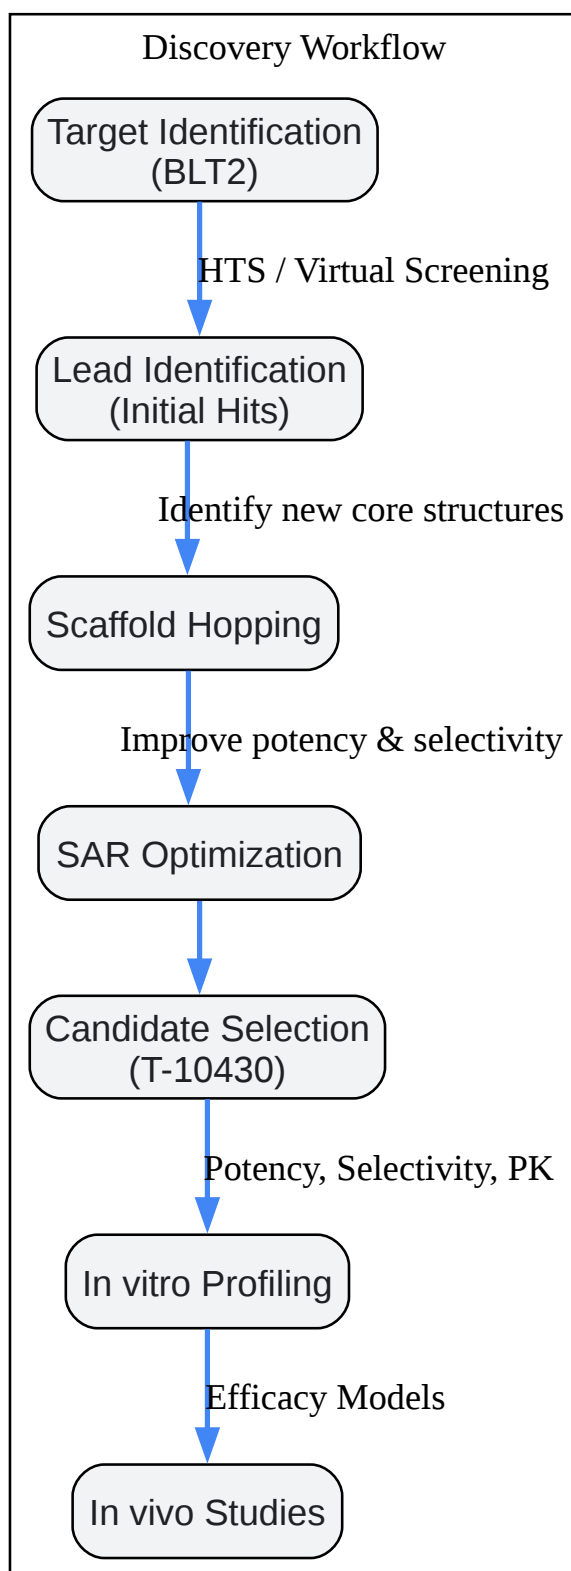 Discovery Workflow
Target Identification
(BLT2)
HTS / Virtual Screening
Lead Identification
(Initial Hits)
Identify new core structures
Scaffold Hopping
Improve potency & selectivity
SAR Optimization
Candidate Selection
(T-10430)
Potency, Selectivity, PK
In vitro Profiling
Efficacy Models
In vivo Studies